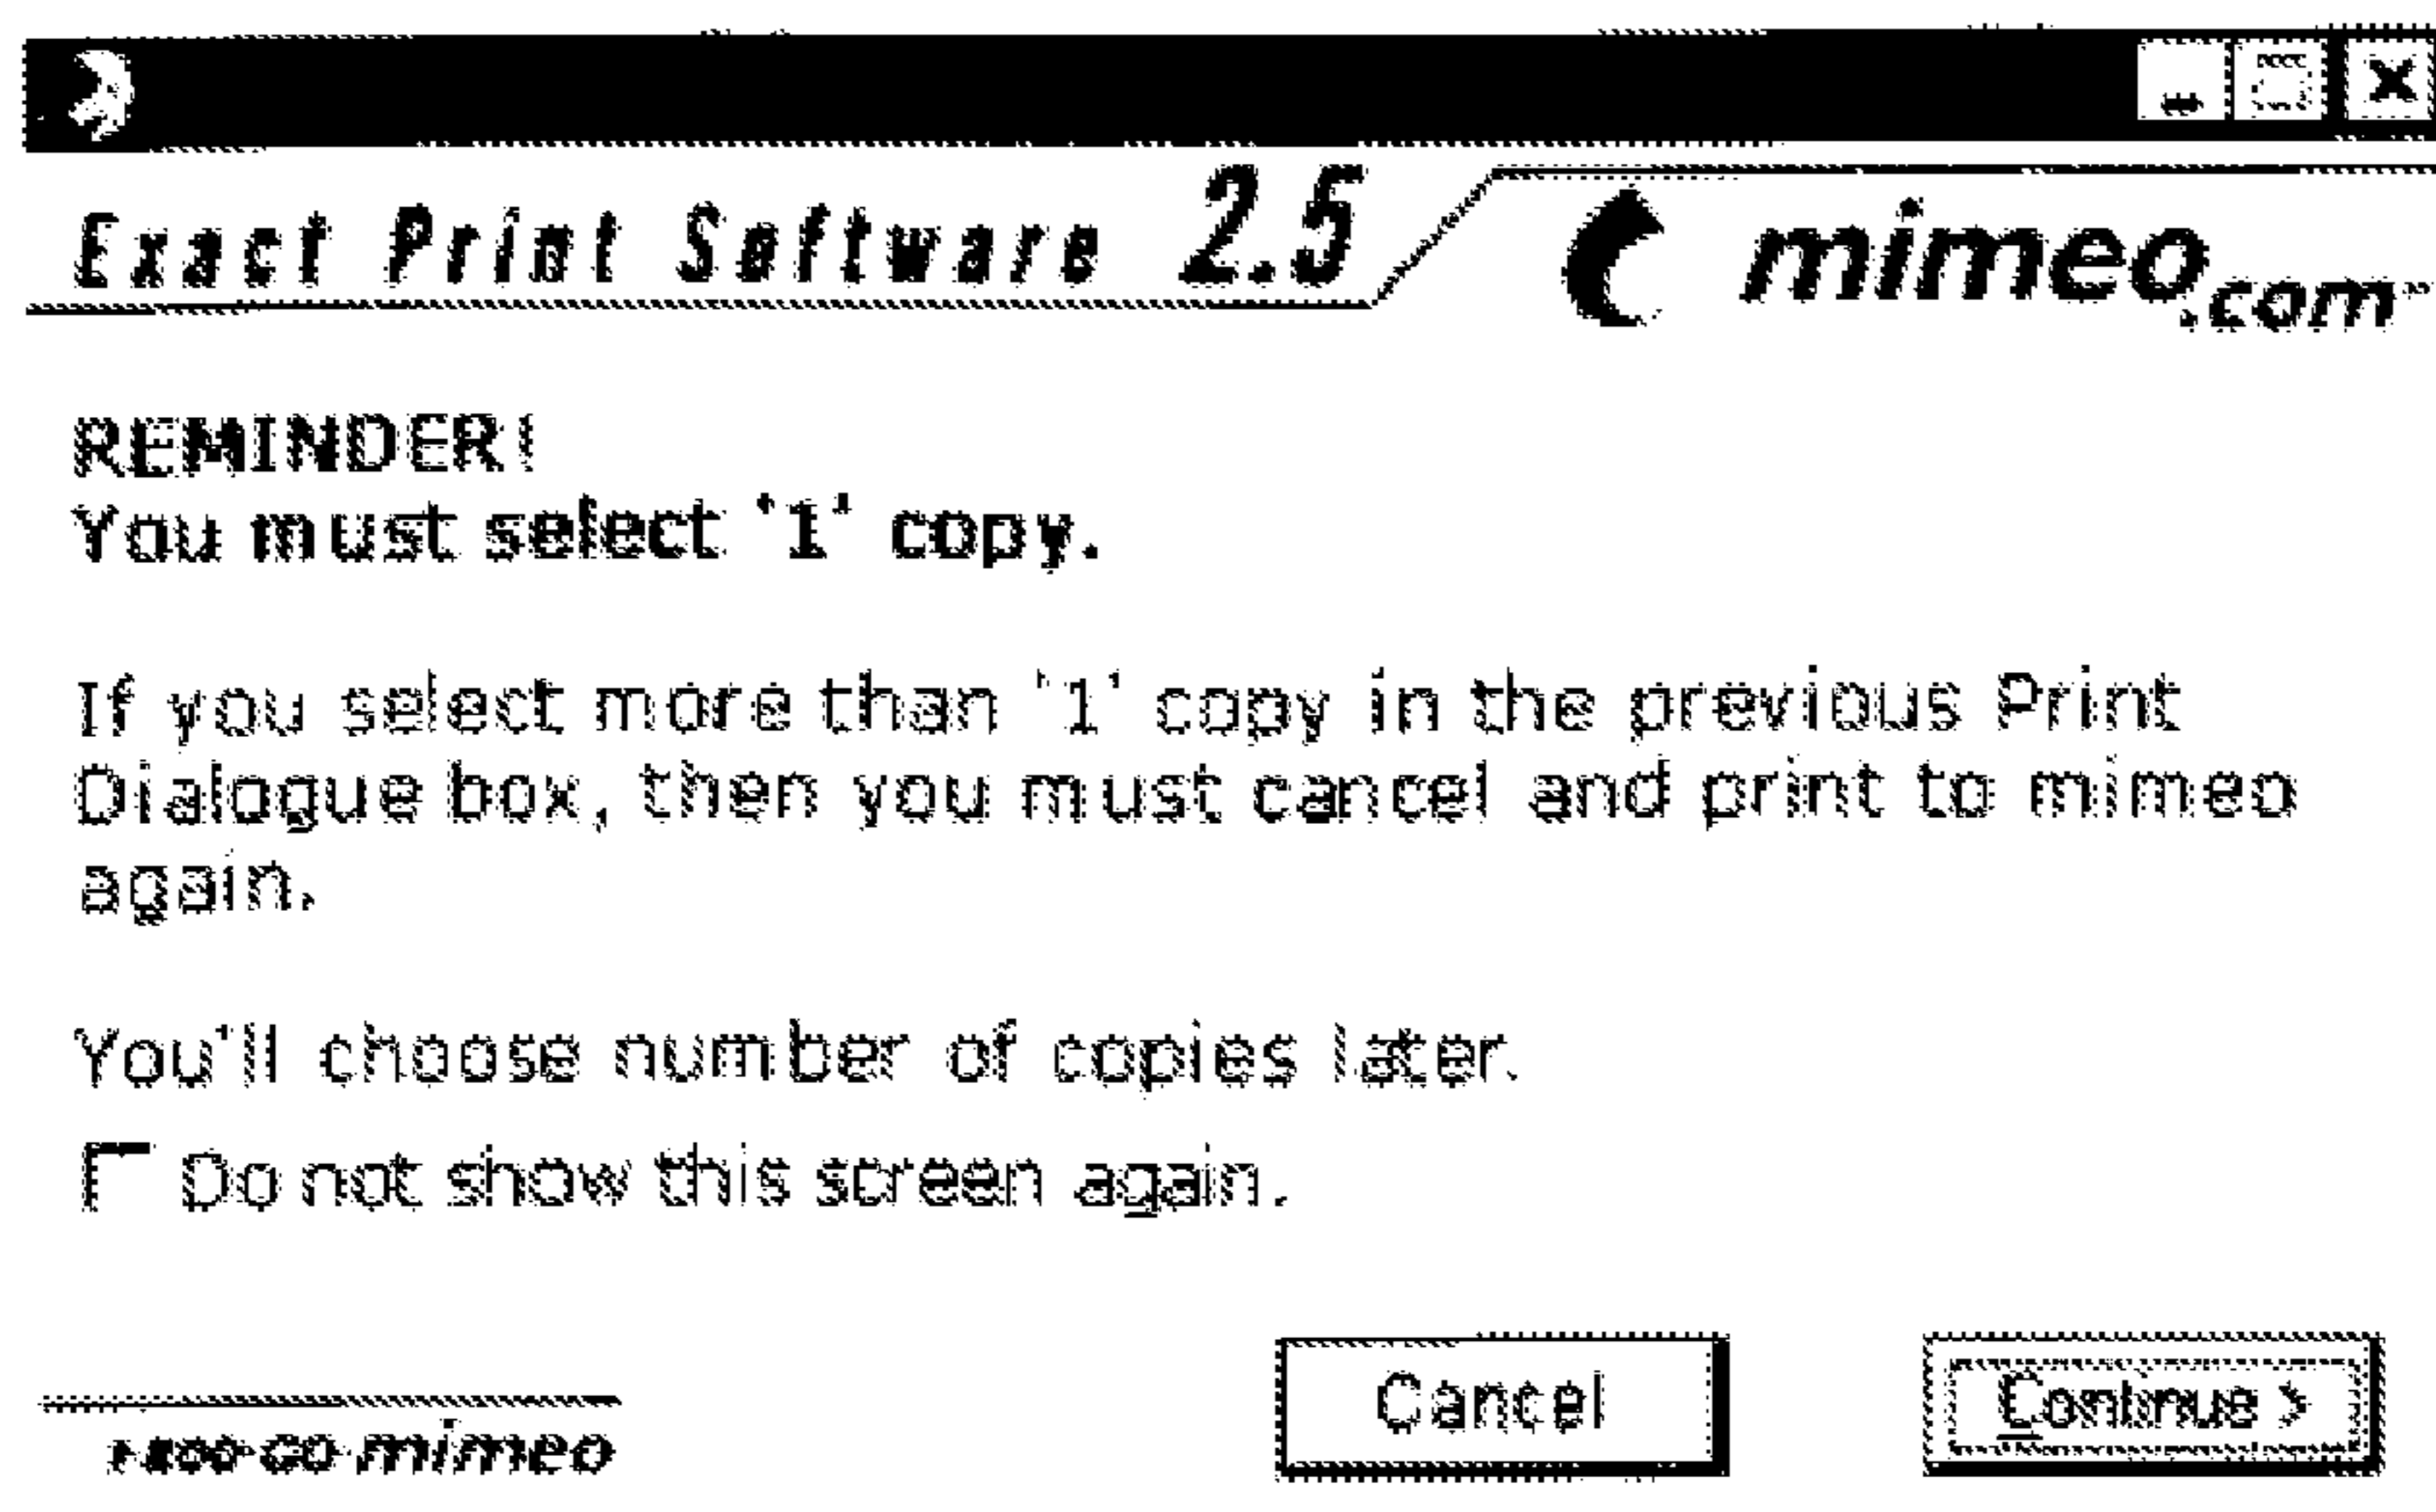 Exact Print Software 2.5
mimeo.com
REMINDER!
You must select '1' copy.
If you select more than '1' copy in the previous Print
Dialogue box, then you must cancel and print to mimeo
again.
You'll choose number of copies later.
Do not show this screen again.
Cancel
Continue >
mimeo